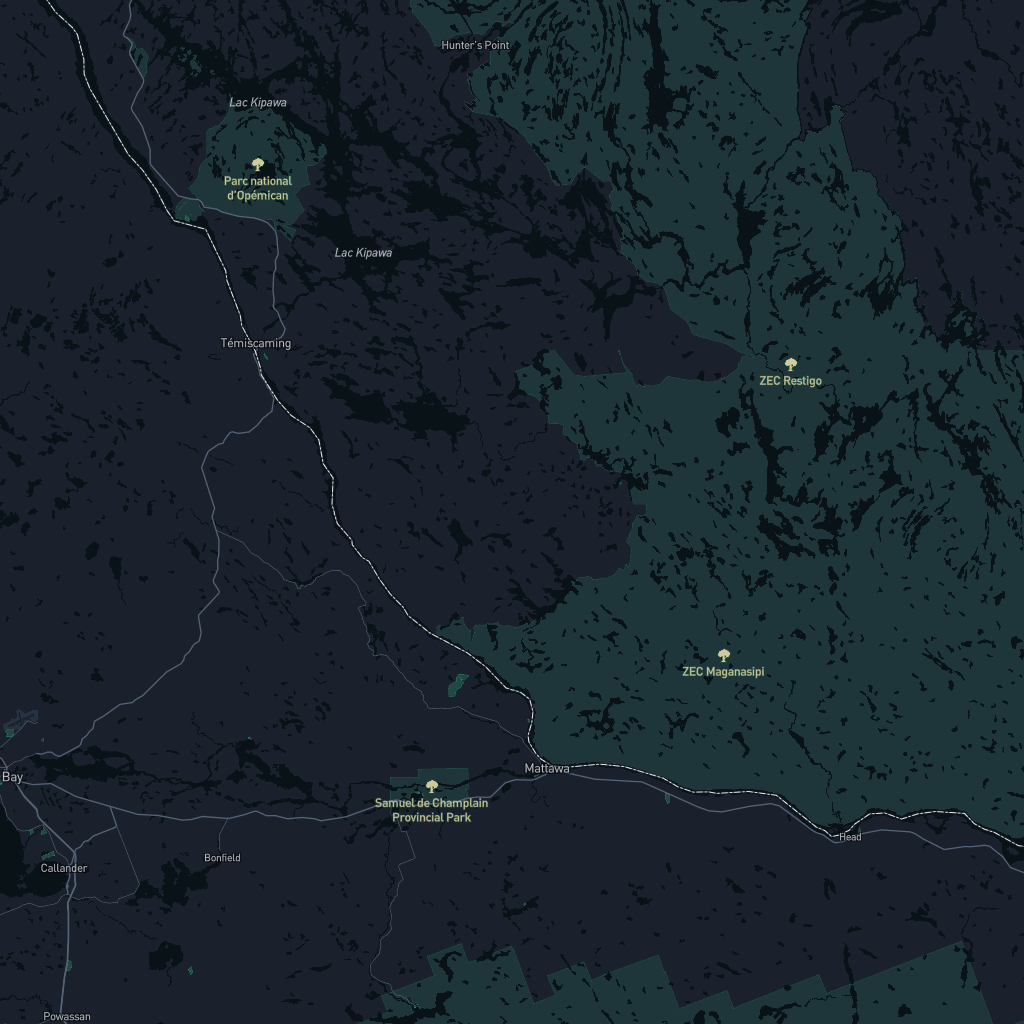 Hunter's Point
Lac Kipawa
Parc national
d'Opémican
Lac Kipawa
Témiscaming
ZEC Restigo
ZEC Maganasipi
Mattawa
Bay
Samuel de Champlain
Provincial Park
Head
Bonfield
Callander
Powassan